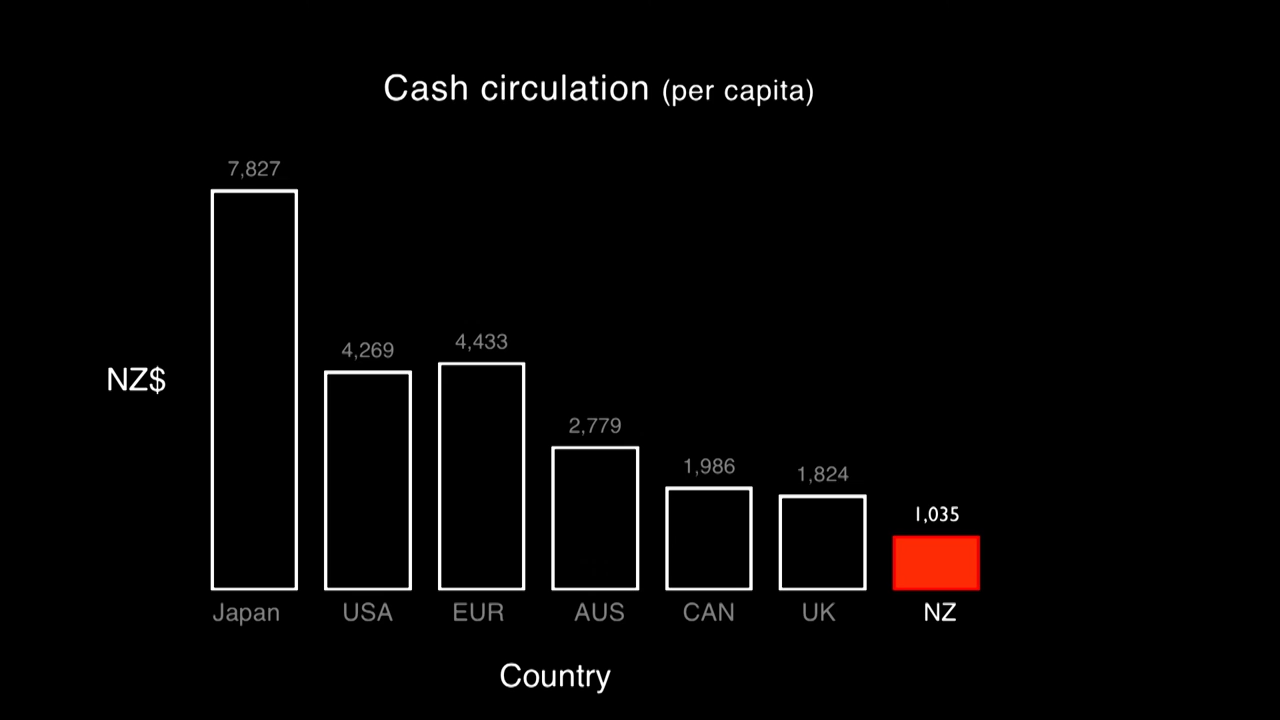 Cash circulation (per capita)
7,827
4,269
4,433
2,779
1,986
1,824
1,035
NZ$
Japan USA EUR AUS CAN UK NZ
Country